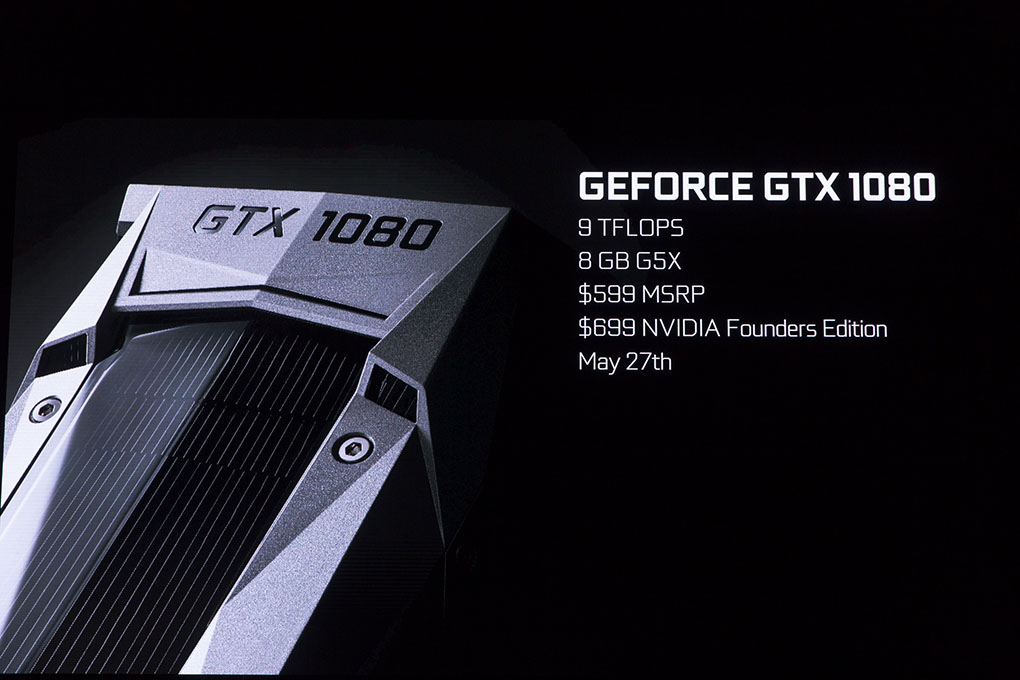 GTX 1080
GEFORCE GTX 1080
9 TFLOPS
8 GB G5X
$599 MSRP
$699 NVIDIA Founders Edition
May 27th